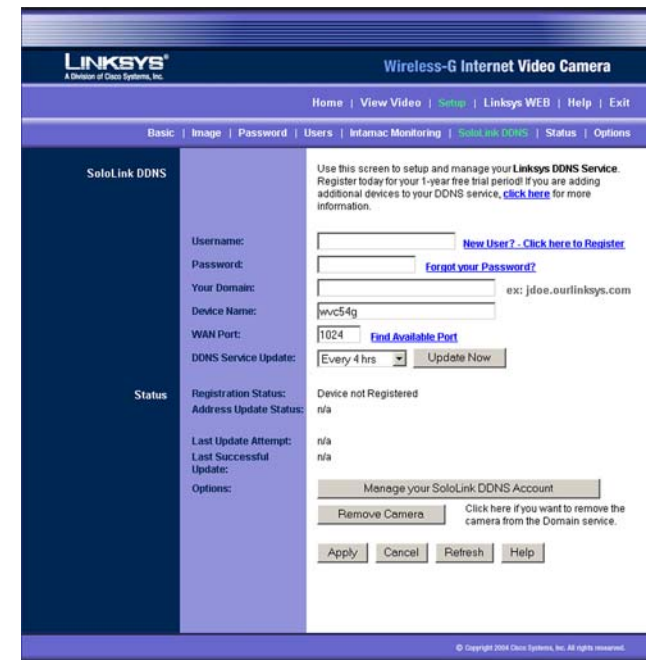 LINKSYS®
A Division of Cisco Systems, Inc.
Wireless-G Internet Video Camera
Home | View Video | Setup | Linksys WEB | Help | Exit
Basic | Image | Password | Users | Intamac Monitoring | SoloLink DDNS | Status | Options
SoloLink DDNS
Use this screen to setup and manage your Linksys DDNS Service.
Register today for your 1-year free trial period! If you are adding
additional devices to your DDNS service, click here for more
information.
Username:
New User? - Click here to Register
Password:
Forgot your Password?
Your Domain:
ex: jdoe.ourlinksys.com
Device Name:
wvc54g
WAN Port:
1024
Find Available Port
DDNS Service Update:
Every 4 hrs
Update Now
Status
Registration Status:
Device not Registered
Address Update Status:
n/a
Last Update Attempt:
n/a
Last Successful
Update:
n/a
Options:
Manage your SoloLink DDNS Account
Remove Camera
Click here if you want to remove the
camera from the Domain service.
Apply
Cancel
Refresh
Help
© Copyright 2004 Cisco Systems, Inc. All rights reserved.